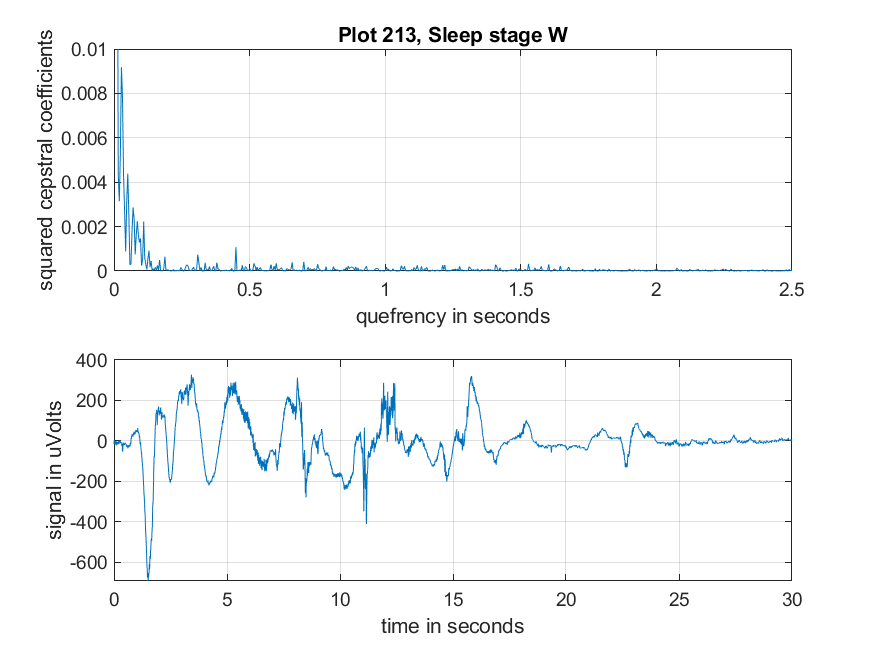 Plot 213, Sleep stage W
squared cepstral coefficients
0.01
0.008
0.006
0.004
0.002
0
0 0.5 1 1.5 2 2.5
quefrency in seconds
signal in uVolts
400
200
0
-200
-400
-600
0 5 10 15 20 25 30
time in seconds